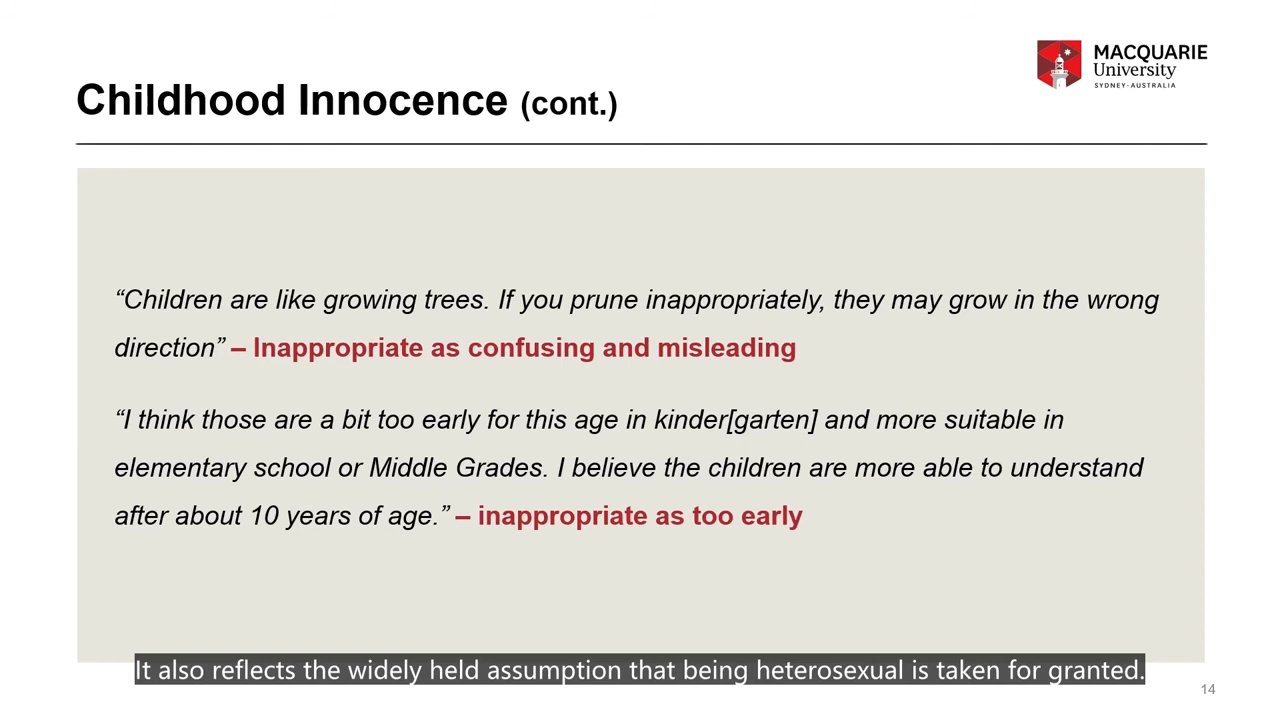 MACQUARIE
University
SYDNEY-AUSTRALIA
Childhood Innocence (cont.)
“Children are like growing trees. If you prune inappropriately, they may grow in the wrong
direction” – Inappropriate as confusing and misleading
“I think those are a bit too early for this age in kinder[garten] and more suitable in
elementary school or Middle Grades. I believe the children are more able to understand
after about 10 years of age.” – inappropriate as too early
It also reflects the widely held assumption that being heterosexual is taken for granted.
14